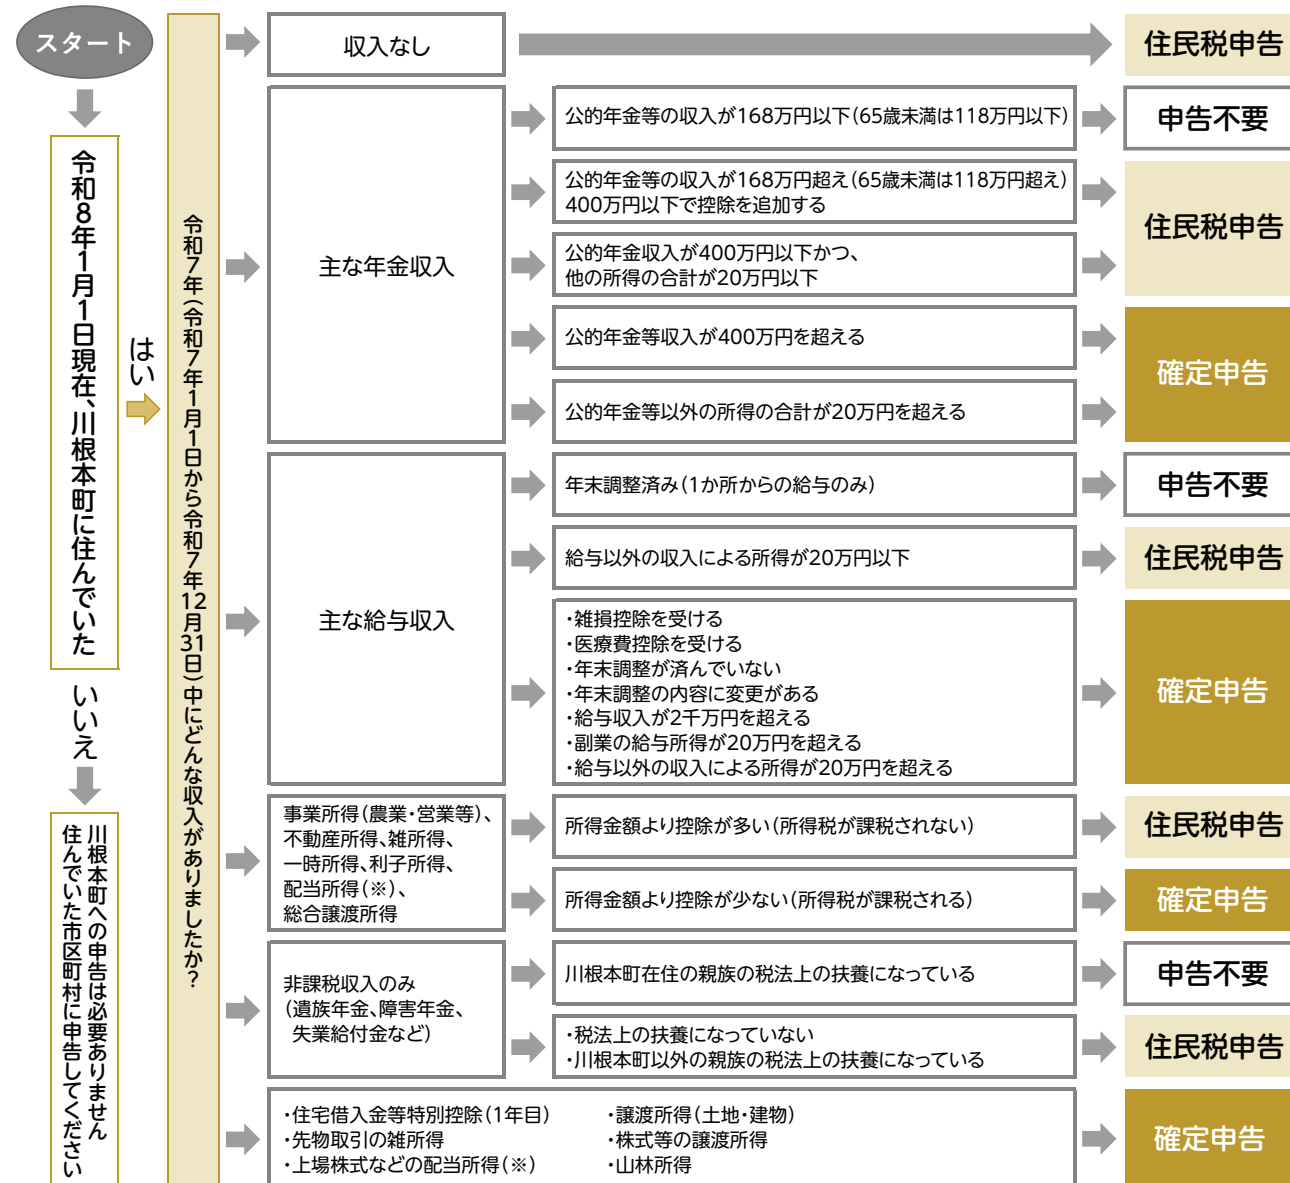 スタート
令和8年1月1日現在、川根本町に住んでいた
はい
いいえ
川根本町への申告は必要ありません
住んでいた市区町村に申告してください
令和7年(令和7年1月1日から令和7年12月31日)中にどんな収入がありましたか?
収入なし
住民税申告
主な年金収入
公的年金等の収入が168万円以下(65歳未満は118万円以下)
申告不要
公的年金等の収入が168万円超え(65歳未満は118万円超え)
400万円以下で控除を追加する
公的年金収入が400万円以下かつ、
他の所得の合計が20万円以下
住民税申告
公的年金等収入が400万円を超える
公的年金等以外の所得の合計が20万円を超える
確定申告
主な給与収入
年末調整済み(1か所からの給与のみ)
申告不要
給与以外の収入による所得が20万円以下
住民税申告
・雑損控除を受ける
・医療費控除を受ける
・年末調整が済んでいない
・年末調整の内容に変更がある
・給与収入が2千万円を超える
・副業の給与所得が20万円を超える
・給与以外の収入による所得が20万円を超える
確定申告
事業所得(農業・営業等)、
不動産所得、雑所得、
一時所得、利子所得、
配当所得(※)、
総合譲渡所得
所得金額より控除が多い(所得税が課税されない)
住民税申告
所得金額より控除が少ない(所得税が課税される)
確定申告
非課税収入のみ
(遺族年金、障害年金、
失業給付金など)
川根本町在住の親族の税法上の扶養になっている
申告不要
・税法上の扶養になっていない
・川根本町以外の親族の税法上の扶養になっている
住民税申告
・住宅借入金等特別控除(1年目)
・先物取引の雑所得
・上場株式などの配当所得(※)
・譲渡所得(土地・建物)
・株式等の譲渡所得
・山林所得
確定申告